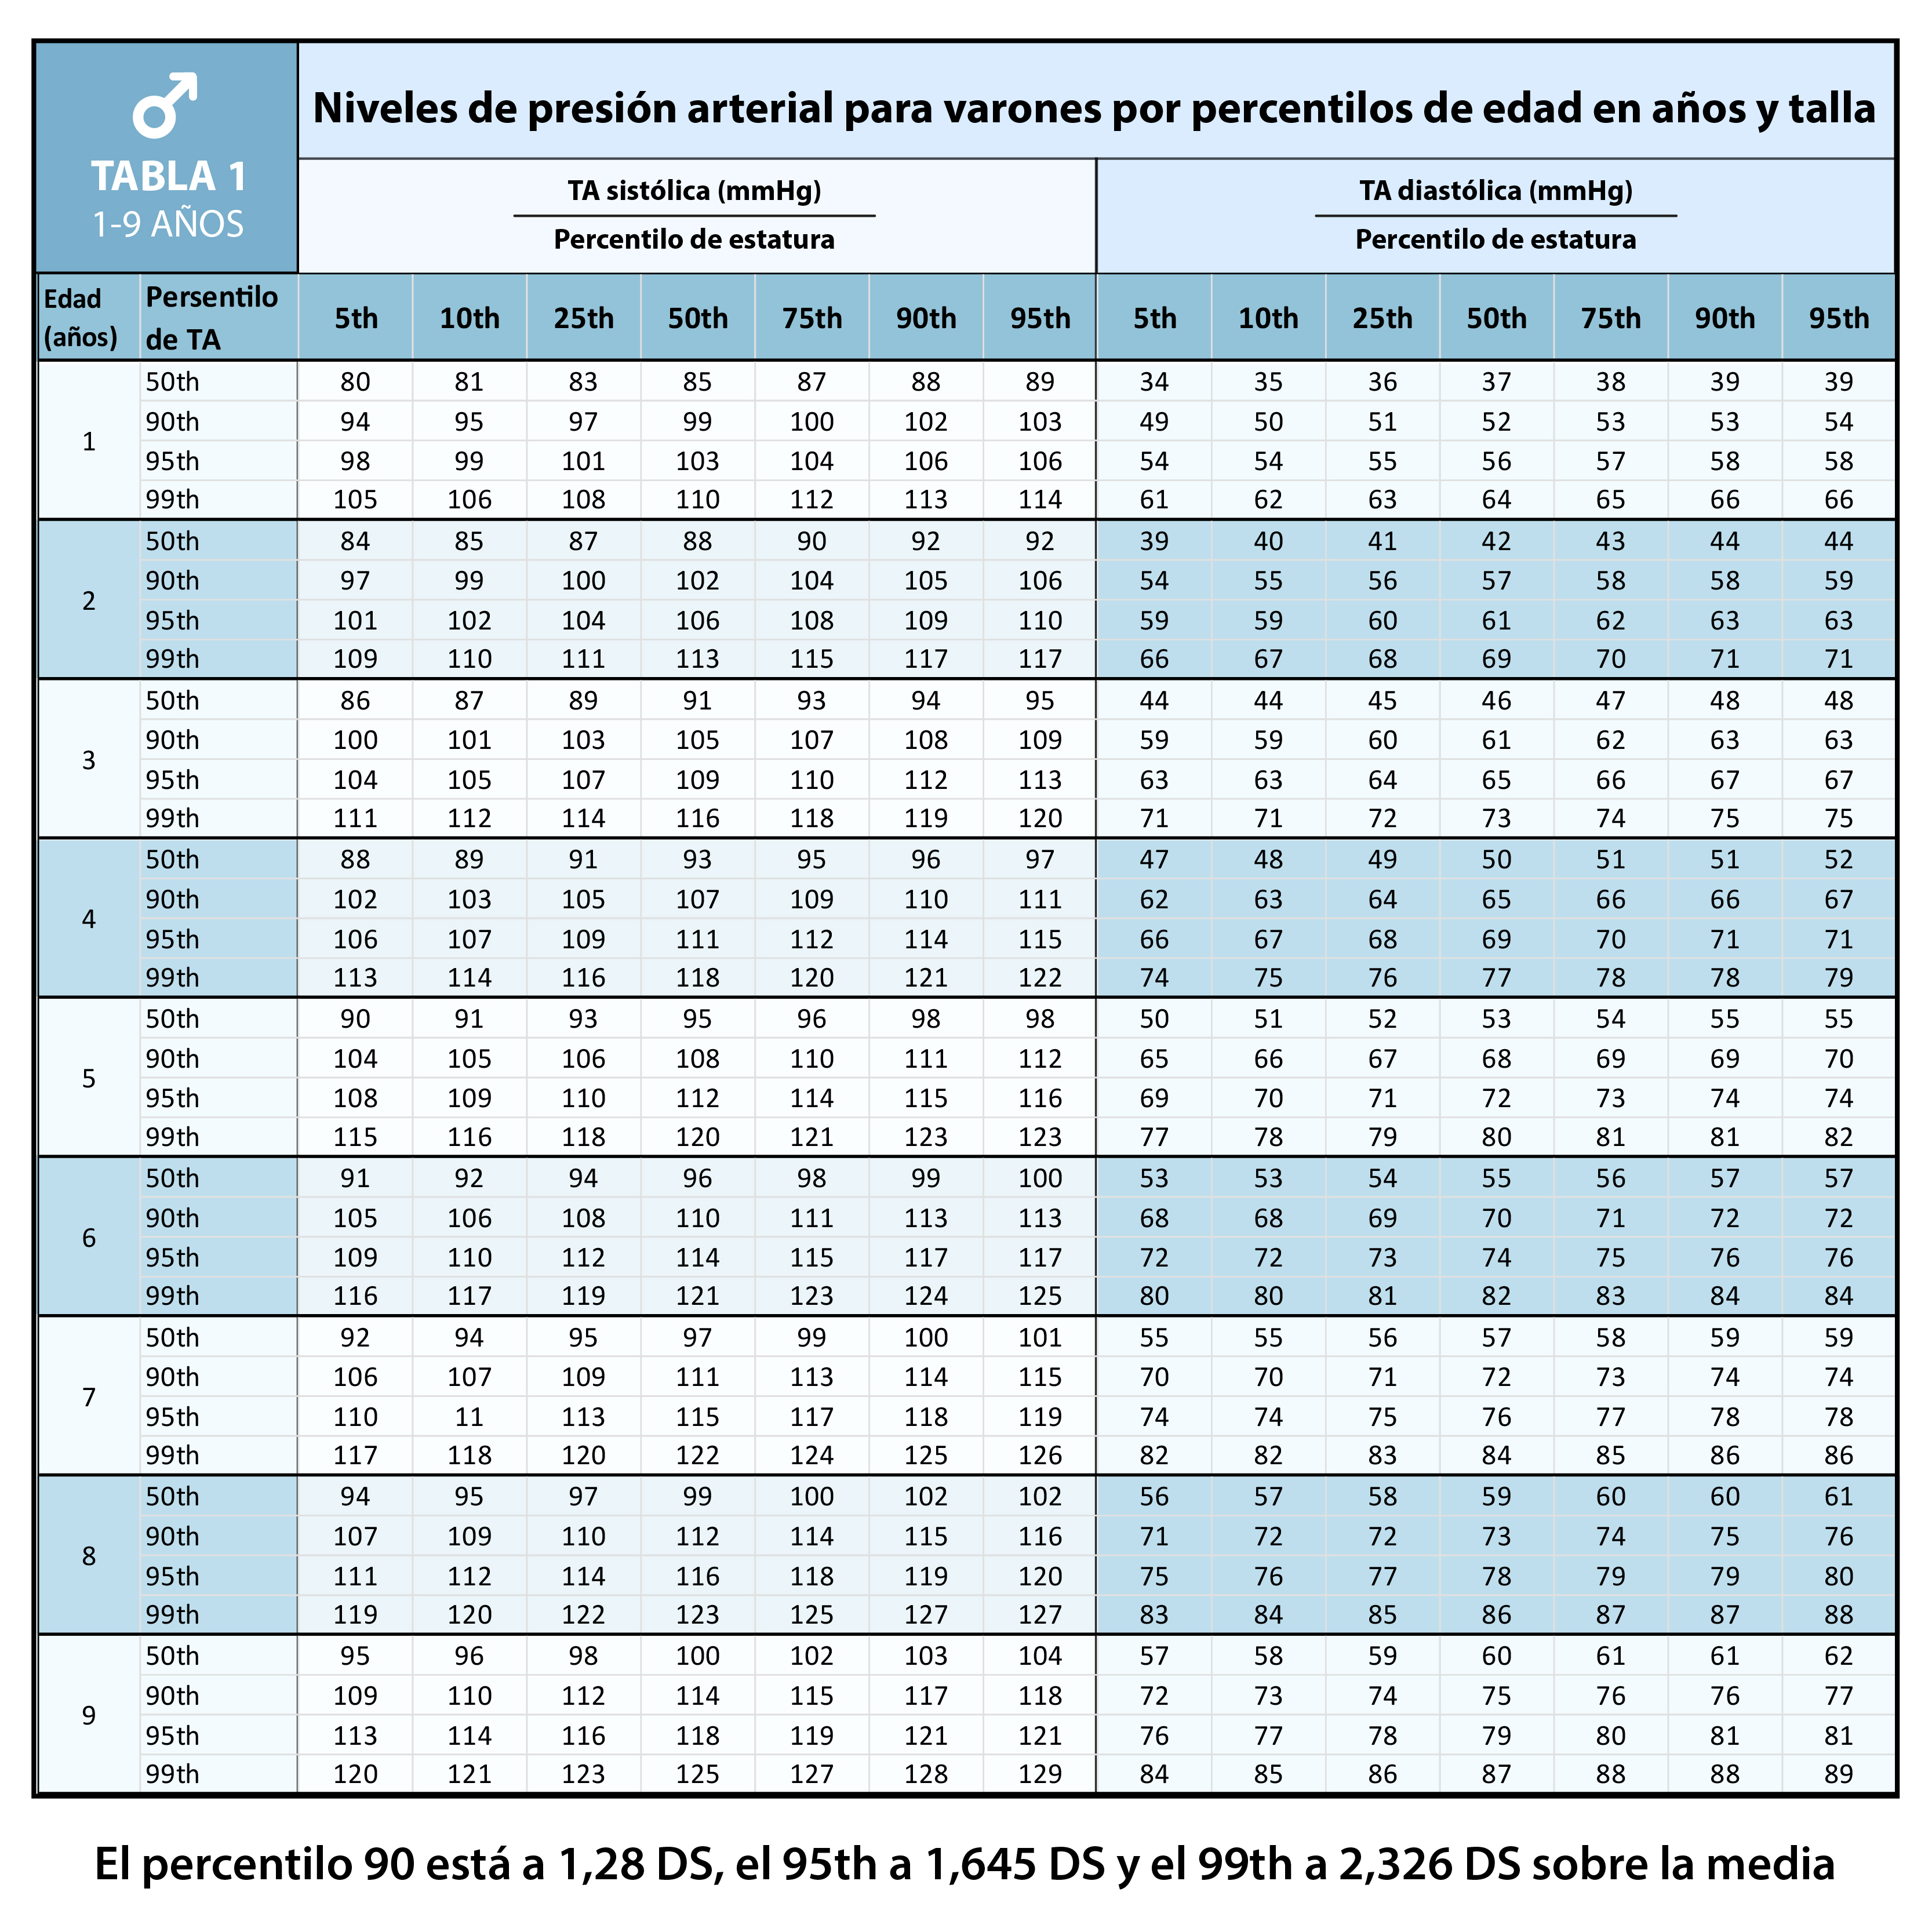 TABLA 1
1-9 AÑOS
Niveles de presión arterial para varones por percentilos de edad en años y talla
TA sistólica (mmHg) TA diastólica (mmHg)
Percentilo de estatura Percentilo de estatura
Edad (años) Persentilo de TA 5th 10th 25th 50th 75th 90th 95th 5th 10th 25th 50th 75th 90th 95th
1
50th 80 81 83 85 87 88 89 34 35 36 37 38 39 39
90th 94 95 97 99 100 102 103 49 50 51 52 53 53 54
95th 98 99 101 103 104 106 106 54 54 55 56 57 58 58
99th 105 106 108 110 112 113 114 61 62 63 64 65 66 66
2
50th 84 85 87 88 90 92 92 39 40 41 42 43 44 44
90th 97 99 100 102 104 105 106 54 55 56 57 58 58 59
95th 101 102 104 106 108 109 110 59 59 60 61 62 63 63
99th 109 110 111 113 115 117 117 66 67 68 69 70 71 71
3
50th 86 87 89 91 93 94 95 44 44 45 46 47 48 48
90th 100 101 103 105 107 108 109 59 59 60 61 62 63 63
95th 104 105 107 109 110 112 113 63 63 64 65 66 67 67
99th 111 112 114 116 118 119 120 71 71 72 73 74 75 75
4
50th 88 89 91 93 95 96 97 47 48 49 50 51 51 52
90th 102 103 105 107 109 110 111 62 63 64 65 66 66 67
95th 106 107 109 111 112 114 115 66 67 68 69 70 71 71
99th 113 114 116 118 120 121 122 74 75 76 77 78 78 79
5
50th 90 91 93 95 96 98 98 50 51 52 53 54 55 55
90th 104 105 106 108 110 111 112 65 66 67 68 69 69 70
95th 108 109 110 112 114 115 116 69 70 71 72 73 74 74
99th 115 116 118 120 121 123 123 77 78 79 80 81 81 82
6
50th 91 92 94 96 98 99 100 53 53 54 55 56 57 57
90th 105 106 108 110 111 113 113 68 68 69 70 71 72 72
95th 109 110 112 114 115 117 117 72 72 73 74 75 76 76
99th 116 117 119 121 123 124 125 80 80 81 82 83 84 84
7
50th 92 94 95 97 99 100 101 55 55 56 57 58 59 59
90th 106 107 109 111 113 114 115 70 70 71 72 73 74 74
95th 110 11 113 115 117 118 119 74 74 75 76 77 78 78
99th 117 118 120 122 124 125 126 82 82 83 84 85 86 86
8
50th 94 95 97 99 100 102 102 56 57 58 59 60 60 61
90th 107 109 110 112 114 115 116 71 72 72 73 74 75 76
95th 111 112 114 116 118 119 120 75 76 77 78 79 79 80
99th 119 120 122 123 125 127 127 83 84 85 86 87 87 88
9
50th 95 96 98 100 102 103 104 57 58 59 60 61 61 62
90th 109 110 112 114 115 117 118 72 73 74 75 76 76 77
95th 113 114 116 118 119 121 121 76 77 78 79 80 81 81
99th 120 121 123 125 127 128 129 84 85 86 87 88 88 89
El percentilo 90 está a 1,28 DS, el 95th a 1,645 DS y el 99th a 2,326 DS sobre la media